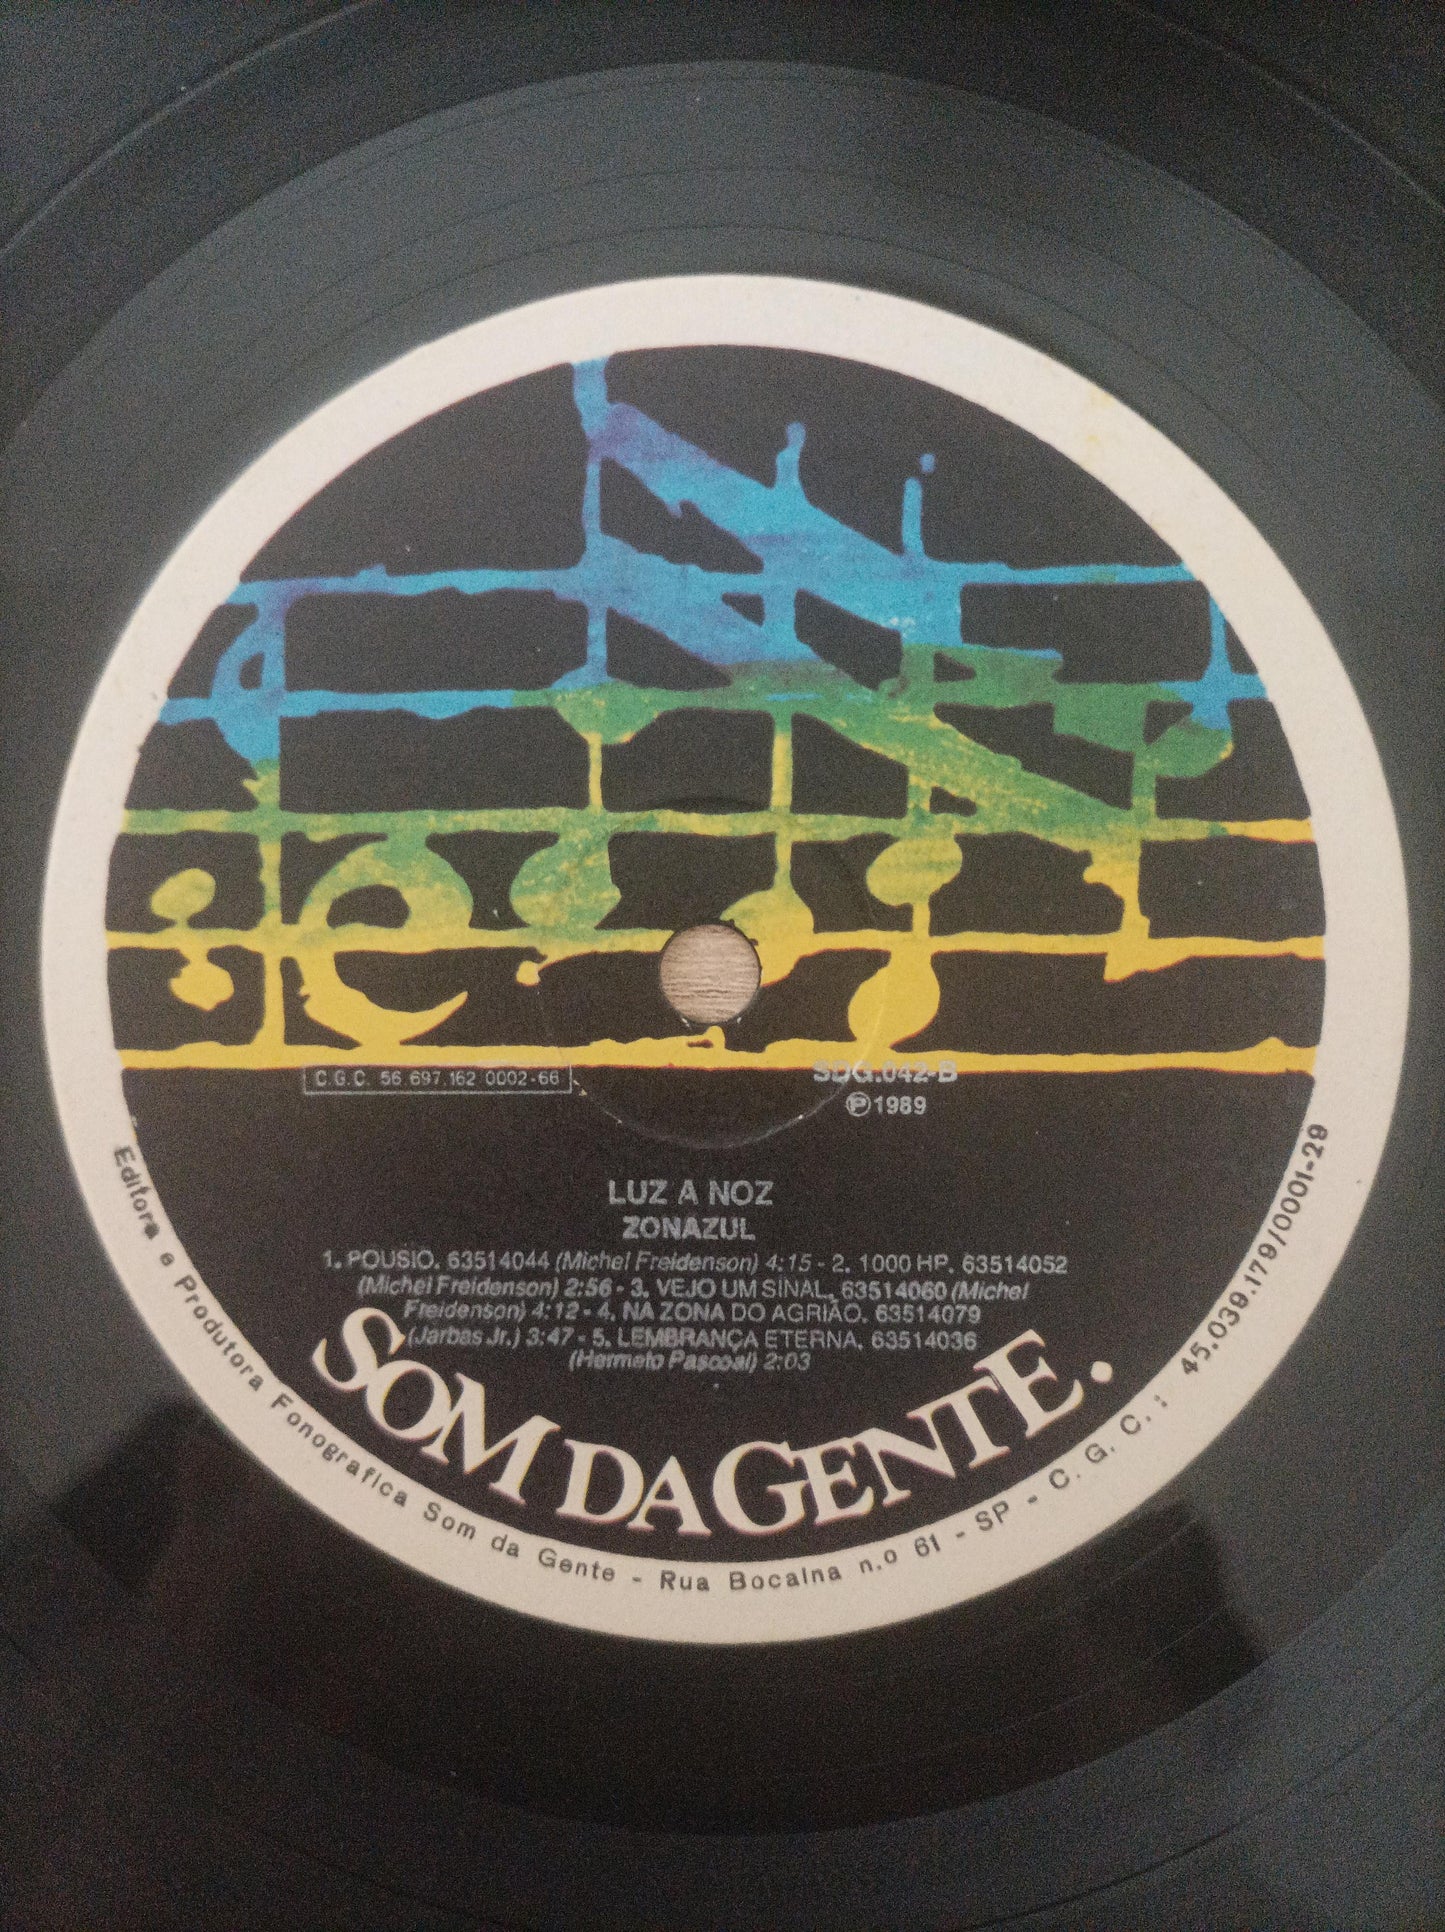 C.G.C. 56 697.162 0002-66
SDG.042-B
Ⓟ1989
LUZ A NOZ
ZONAZUL
1. POUSIO. 63514044 (Michel Freidenson) 4:15 - 2. 1000 HP. 63514052
(Michel Freidenson) 2:56 - 3. VEJO UM SINAL. 63514060 (Michel
Freidenson) 4:12 - 4. NA ZONA DO AGRIÃO. 63514079
(Jarbas Jr.) 3:47 - 5. LEMBRANÇA ETERNA. 63514036
(Hermeto Pascoal) 2:03
SOM DA GENTE.
Editora e Produtora Fonografica Som da Gente - Rua Bocaina n.o 61 - SP - C.G.C.: 45.039.179/0001-29